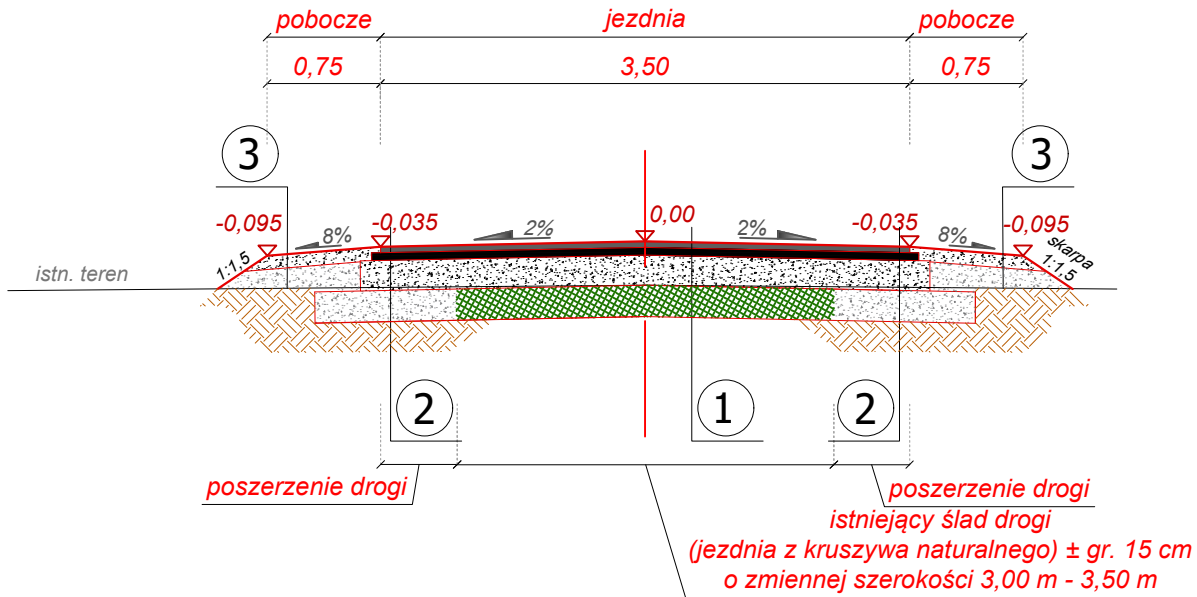 pobocze jezdnia pobocze
0,75 3,50 0,75
3 3
-0,095 -0,035 0,00 -0,035 -0,095
8% 2% 2% 8%
1:1,5 skarpa
1:1,5
istn. teren
2 1 2
poszerzenie drogi poszerzenie drogi
istniejący ślad drogi
(jezdnia z kruszywa naturalnego) ± gr. 15 cm
o zmiennej szerokości 3,00 m - 3,50 m